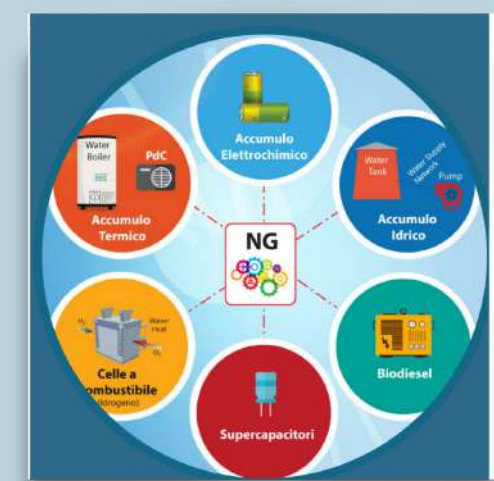 Accumulo
Elettrochimico
Water
Boiler
PdC
Accumulo
Termico
Water
Tank
Water Supply
Network
Pump
Accumulo
Idrico
NG
H₂
Water
Heat
O₂
Celle a
ombustibile
(Idrogeno)
Biodiesel
Supercapacitori